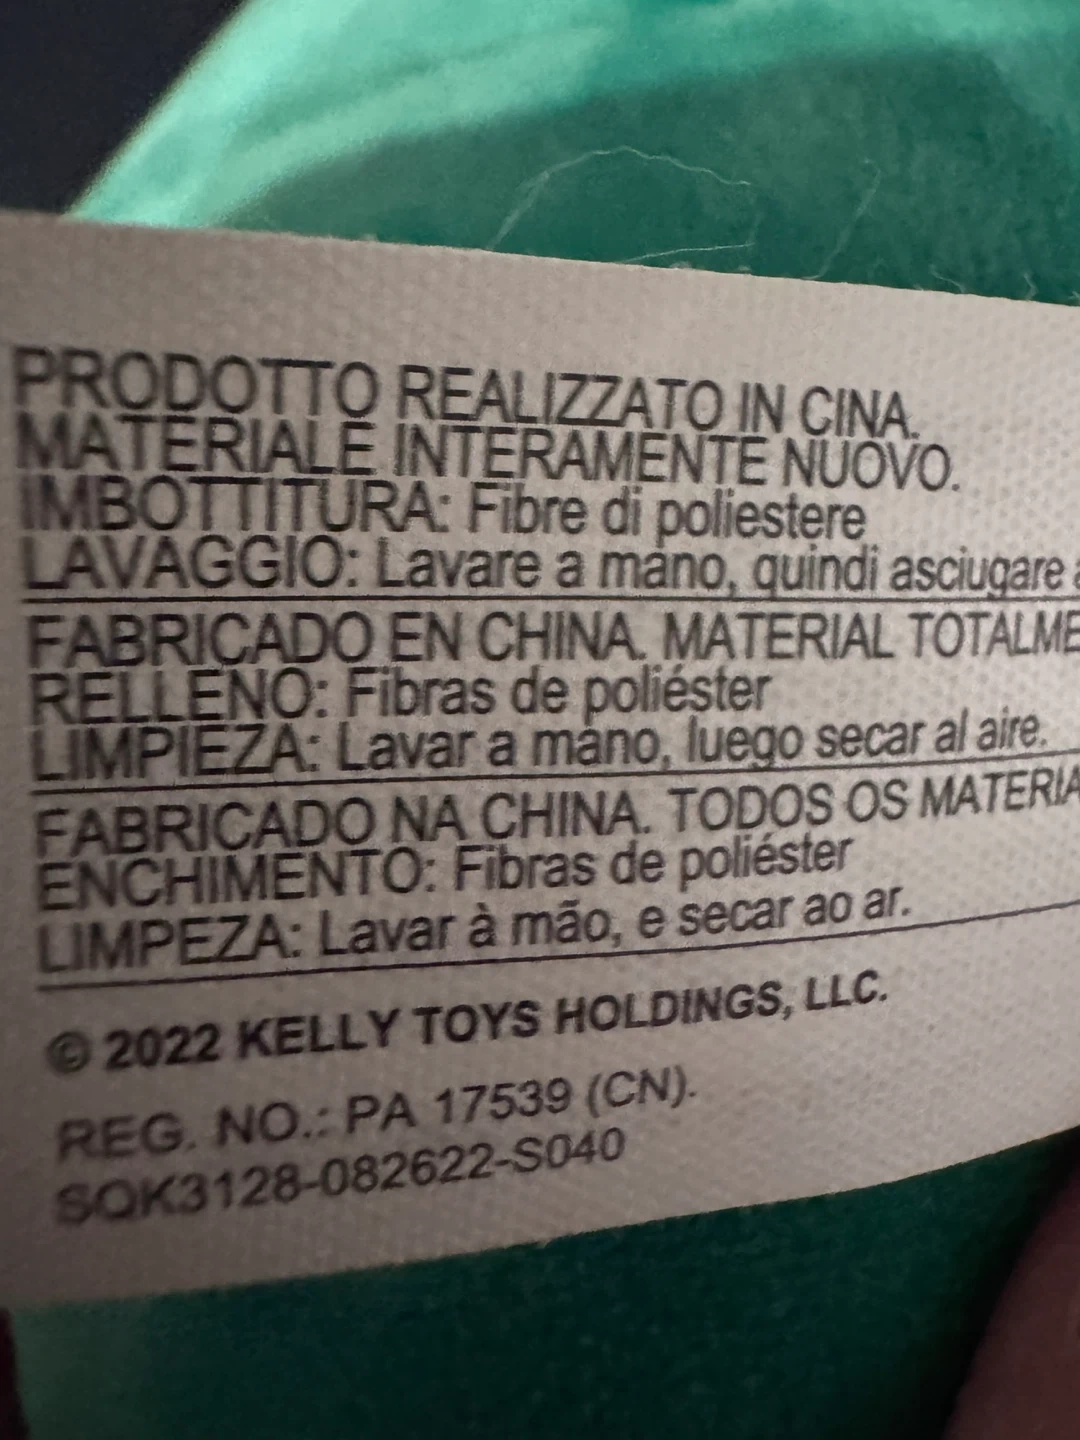 PRODOTTO REALIZZATO IN CINA.
MATERIALE INTERAMENTE NUOVO.
IMBOTTITURA: Fibre di poliestere
LAVAGGIO: Lavare a mano, quindi asciugare a
FABRICADO EN CHINA. MATERIAL TOTALME
RELLENO: Fibras de poliéster
LIMPIEZA: Lavar a mano, luego secar al aire.
FABRICADO NA CHINA. TODOS OS MATERIA
ENCHIMENTO: Fibras de poliéster
LIMPEZA: Lavar à mão, e secar ao ar.
© 2022 KELLY TOYS HOLDINGS, LLC.
REG. NO.: PA 17539 (CN).
SQK3128-082622-S040